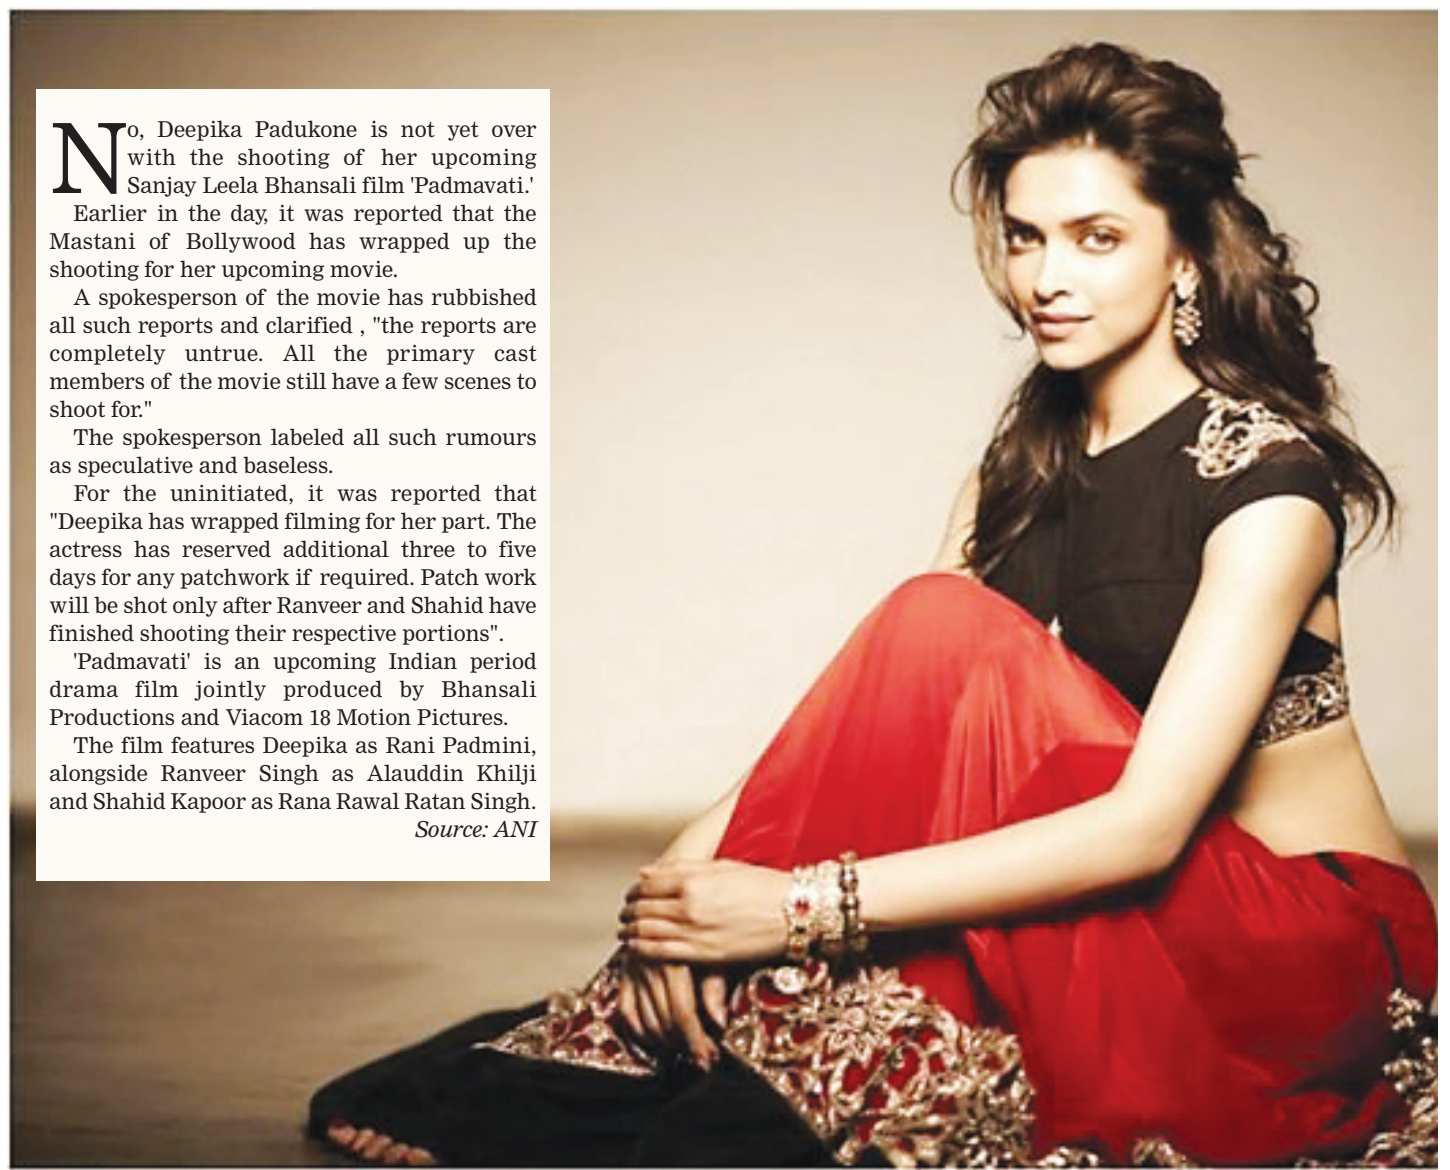 No, Deepika Padukone is not yet over
with the shooting of her upcoming
Sanjay Leela Bhansali film 'Padmavati.'
Earlier in the day, it was reported that the
Mastani of Bollywood has wrapped up the
shooting for her upcoming movie.
A spokesperson of the movie has rubbished
all such reports and clarified , "the reports are
completely untrue. All the primary cast
members of the movie still have a few scenes to
shoot for."
The spokesperson labeled all such rumours
as speculative and baseless.
For the uninitiated, it was reported that
"Deepika has wrapped filming for her part. The
actress has reserved additional three to five
days for any patchwork if required. Patch work
will be shot only after Ranveer and Shahid have
finished shooting their respective portions".
'Padmavati' is an upcoming Indian period
drama film jointly produced by Bhansali
Productions and Viacom 18 Motion Pictures.
The film features Deepika as Rani Padmini,
alongside Ranveer Singh as Alauddin Khilji
and Shahid Kapoor as Rana Rawal Ratan Singh.
Source: ANI